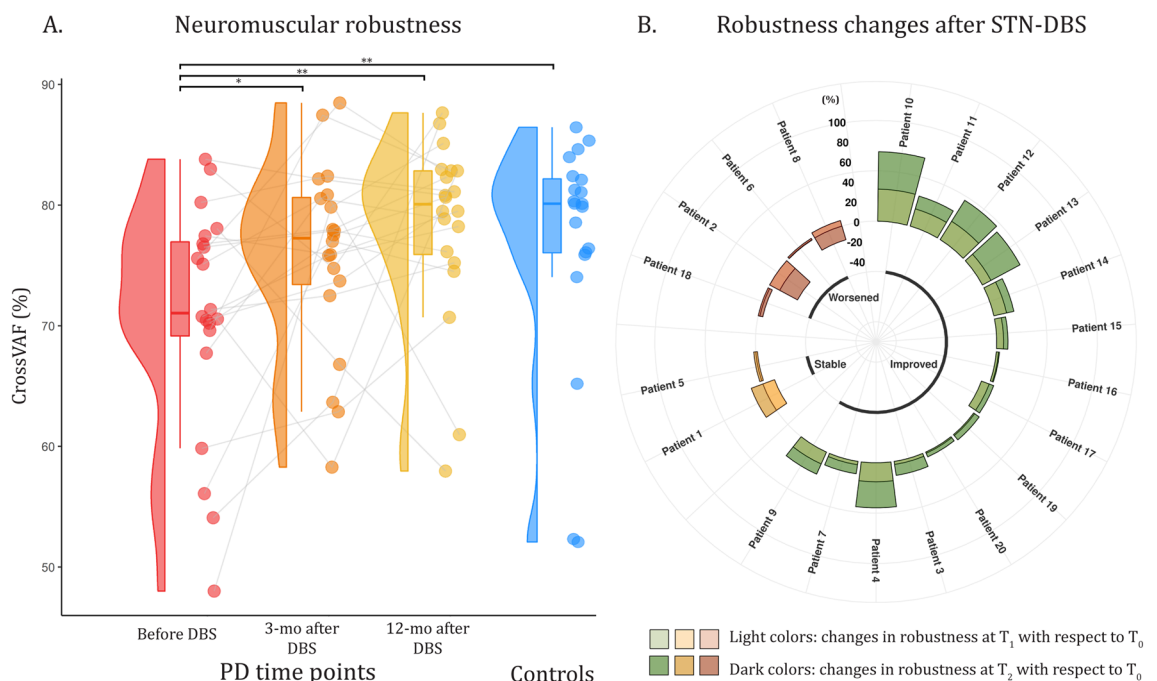 A.
Neuromuscular robustness
**
**
*
90
80
70
60
50
CrossVAF (%)
Before DBS
3-mo after
DBS
12-mo after
DBS
PD time points
Controls
B.
Robustness changes after STN-DBS
(%)
100
80
60
40
20
0
-20
-40
Patient 10
Patient 11
Patient 12
Patient 13
Patient 14
Patient 15
Patient 16
Patient 17
Patient 19
Patient 20
Patient 3
Patient 4
Patient 7
Patient 9
Patient 1
Patient 5
Patient 18
Patient 2
Patient 6
Patient 8
Worsened
Stable
Improved
Light colors: changes in robustness at T1 with respect to T0
Dark colors: changes in robustness at T2 with respect to T0